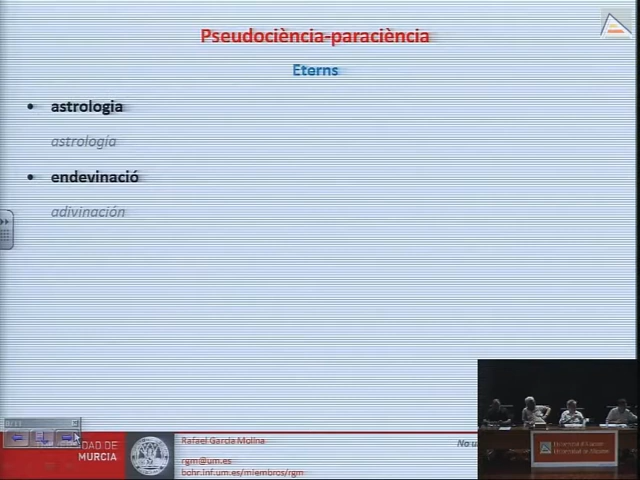 Pseudociència-paraciència
Eterns
• astrologia
astrología
• endevinació
adivinación
DAD DE
MURCIA
Rafael García Molina
rgm@um.es
bohr.inf.um.es/miembros/rgm
No u